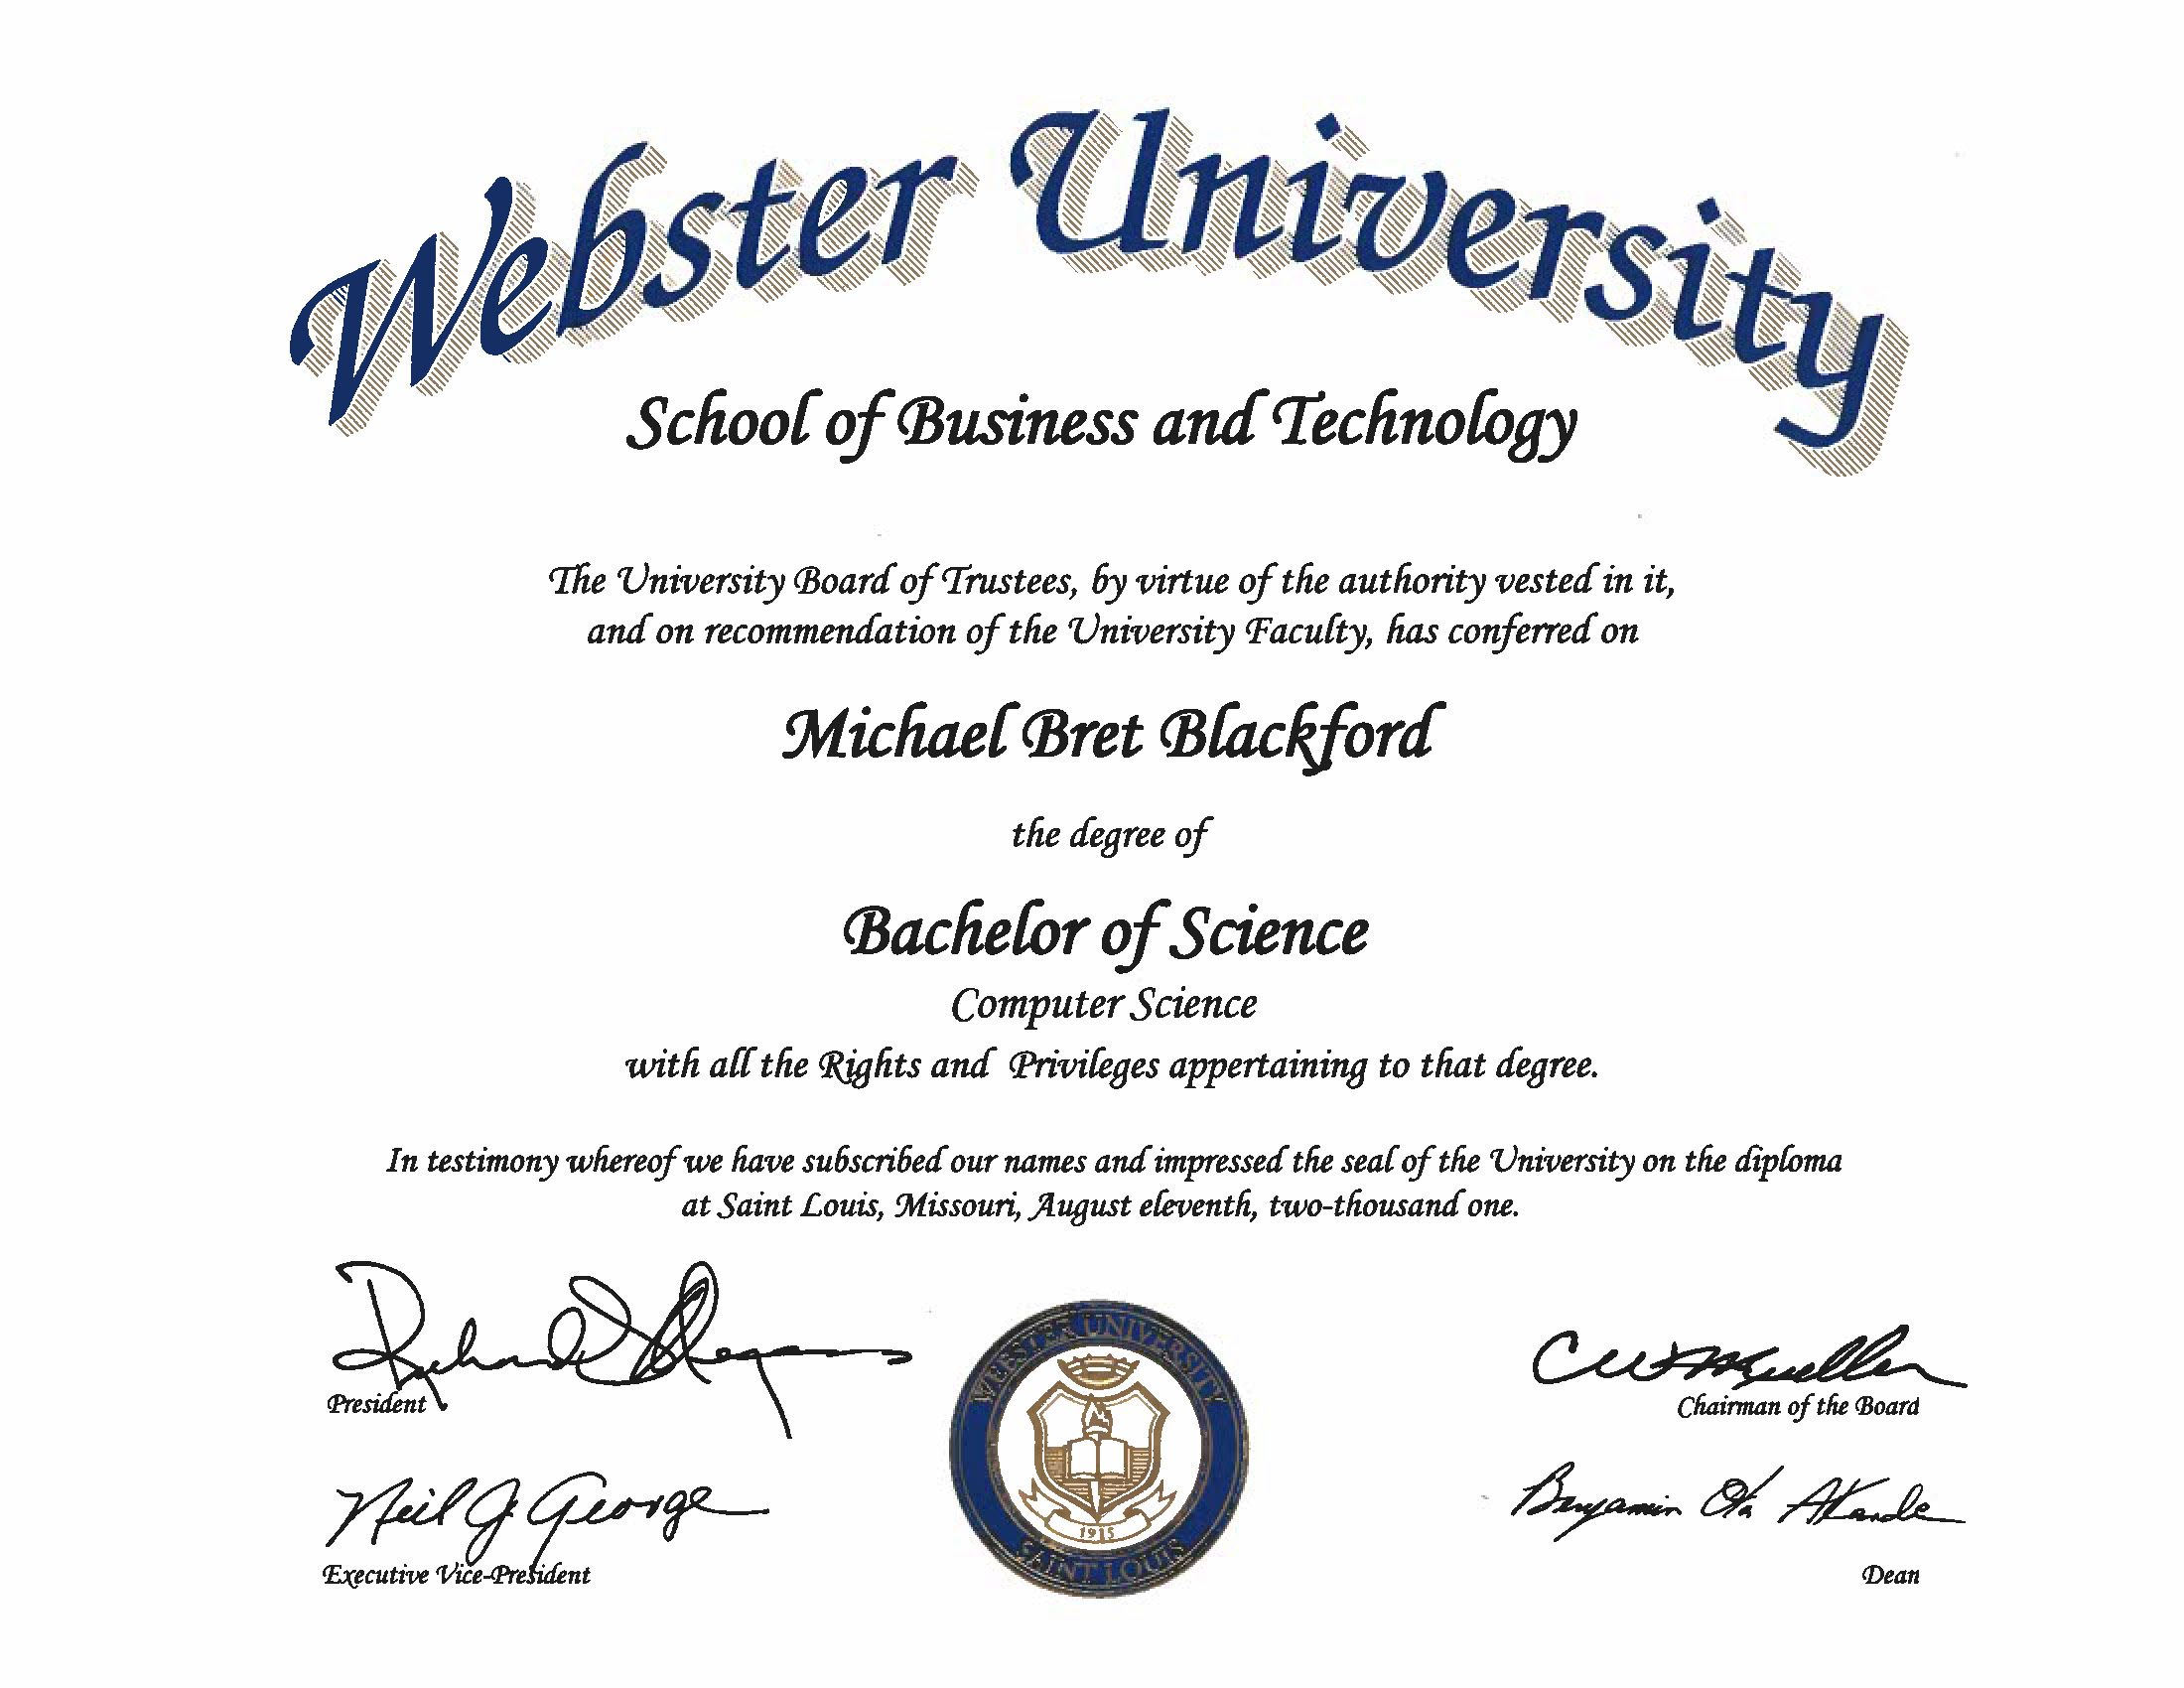 Webster University
School of Business and Technology
The University Board of Trustees, by virtue of the authority vested in it,
and on recommendation of the University Faculty, has conferred on
Michael Bret Blackford
the degree of
Bachelor of Science
Computer Science
with all the Rights and Privileges appertaining to that degree.
In testimony whereof we have subscribed our names and impressed the seal of the University on the diploma
at Saint Louis, Missouri, August eleventh, two-thousand one.
President
Neil J. George
Executive Vice-President
WEBSTER UNIVERSITY
1915
SAINT LOUIS
Chairman of the Board
Benjamin Ola Akande
Dean